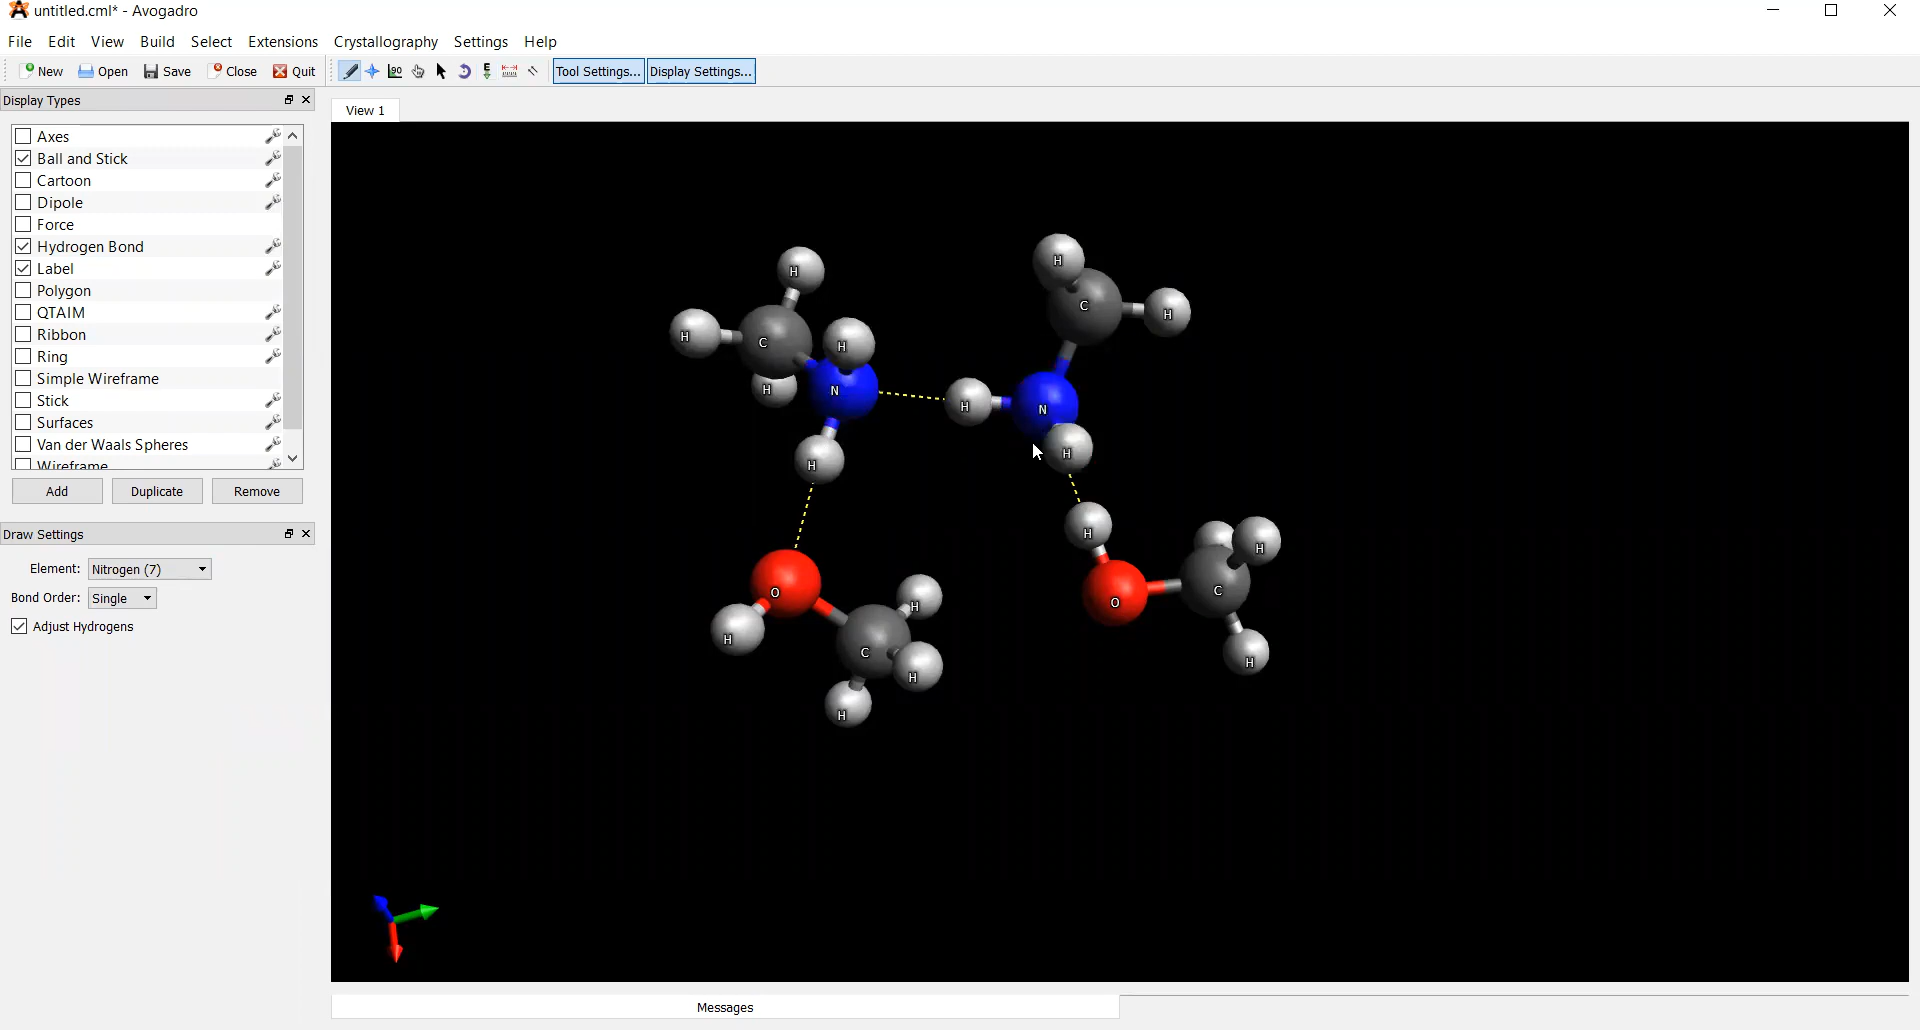 untitled.cml* - Avogadro
File Edit View Build Select Extensions Crystallography Settings Help
New Open Save Close Quit 90 E Tool Settings... Display Settings...
Display Types
View 1
Axes
Ball and Stick
Cartoon
Dipole
Force
Hydrogen Bond
Label
Polygon
QTAIM
Ribbon
Ring
Simple Wireframe
Stick
Surfaces
Van der Waals Spheres
Wireframe
Add Duplicate Remove
Draw Settings
Element: Nitrogen (7)
Bond Order: Single
Adjust Hydrogens
H
H
H
C
H
H
C
H
H
N
H
N
H
H
H
H
O
H
C
O
H
H
C
H
H
H
Messages